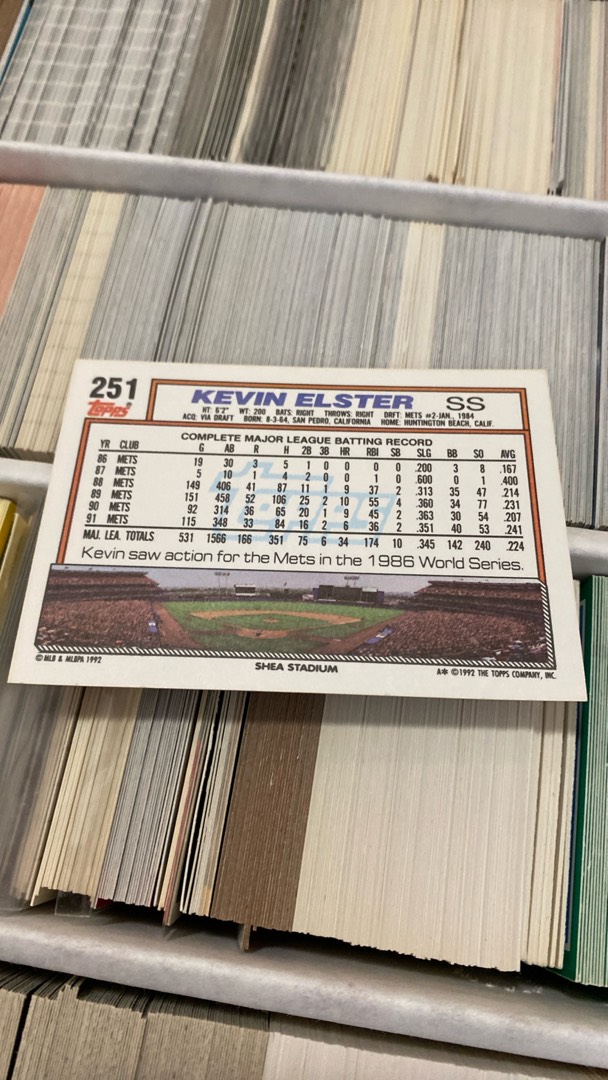 251
KEVIN ELSTER SS
topps®
HT: 6'2" WT: 200 BATS: RIGHT THROWS: RIGHT DRFT: METS #2-JAN., 1984
ACQ: VIA DRAFT BORN: 8-3-64, SAN PEDRO, CALIFORNIA HOME: HUNTINGTON BEACH, CALIF.
COMPLETE MAJOR LEAGUE BATTING RECORD
YR CLUB G AB R H 2B 3B HR RBI SB SLG BB SO AVG
86 METS 19 30 3 5 1 0 0 0 0 .200 3 8 .167
87 METS 5 10 1 4 2 0 0 1 0 .600 0 1 .400
88 METS 149 406 41 87 11 1 9 37 2 .313 35 47 .214
89 METS 151 458 52 106 25 2 10 55 4 .360 34 77 .231
90 METS 92 314 36 65 20 1 9 45 2 .363 30 54 .207
91 METS 115 348 33 84 16 2 6 36 2 .351 40 53 .241
MAJ. LEA. TOTALS 531 1566 166 351 75 6 34 174 10 .345 142 240 .224
Kevin saw action for the Mets in the 1986 World Series.
© MLB & MLBPA 1992
SHEA STADIUM
A* © 1992 THE TOPPS COMPANY, INC.